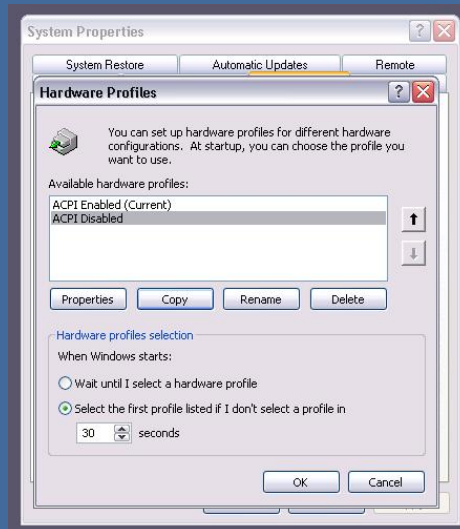 System Properties
System Restore
Automatic Updates
Remote
Hardware Profiles
You can set up hardware profiles for different hardware
configurations. At startup, you can choose the profile you
want to use.
Available hardware profiles:
ACPI Enabled (Current)
ACPI Disabled
Properties
Copy
Rename
Delete
Hardware profiles selection
When Windows starts:
Wait until I select a hardware profile
Select the first profile listed if I don't select a profile in
30 seconds
OK
Cancel